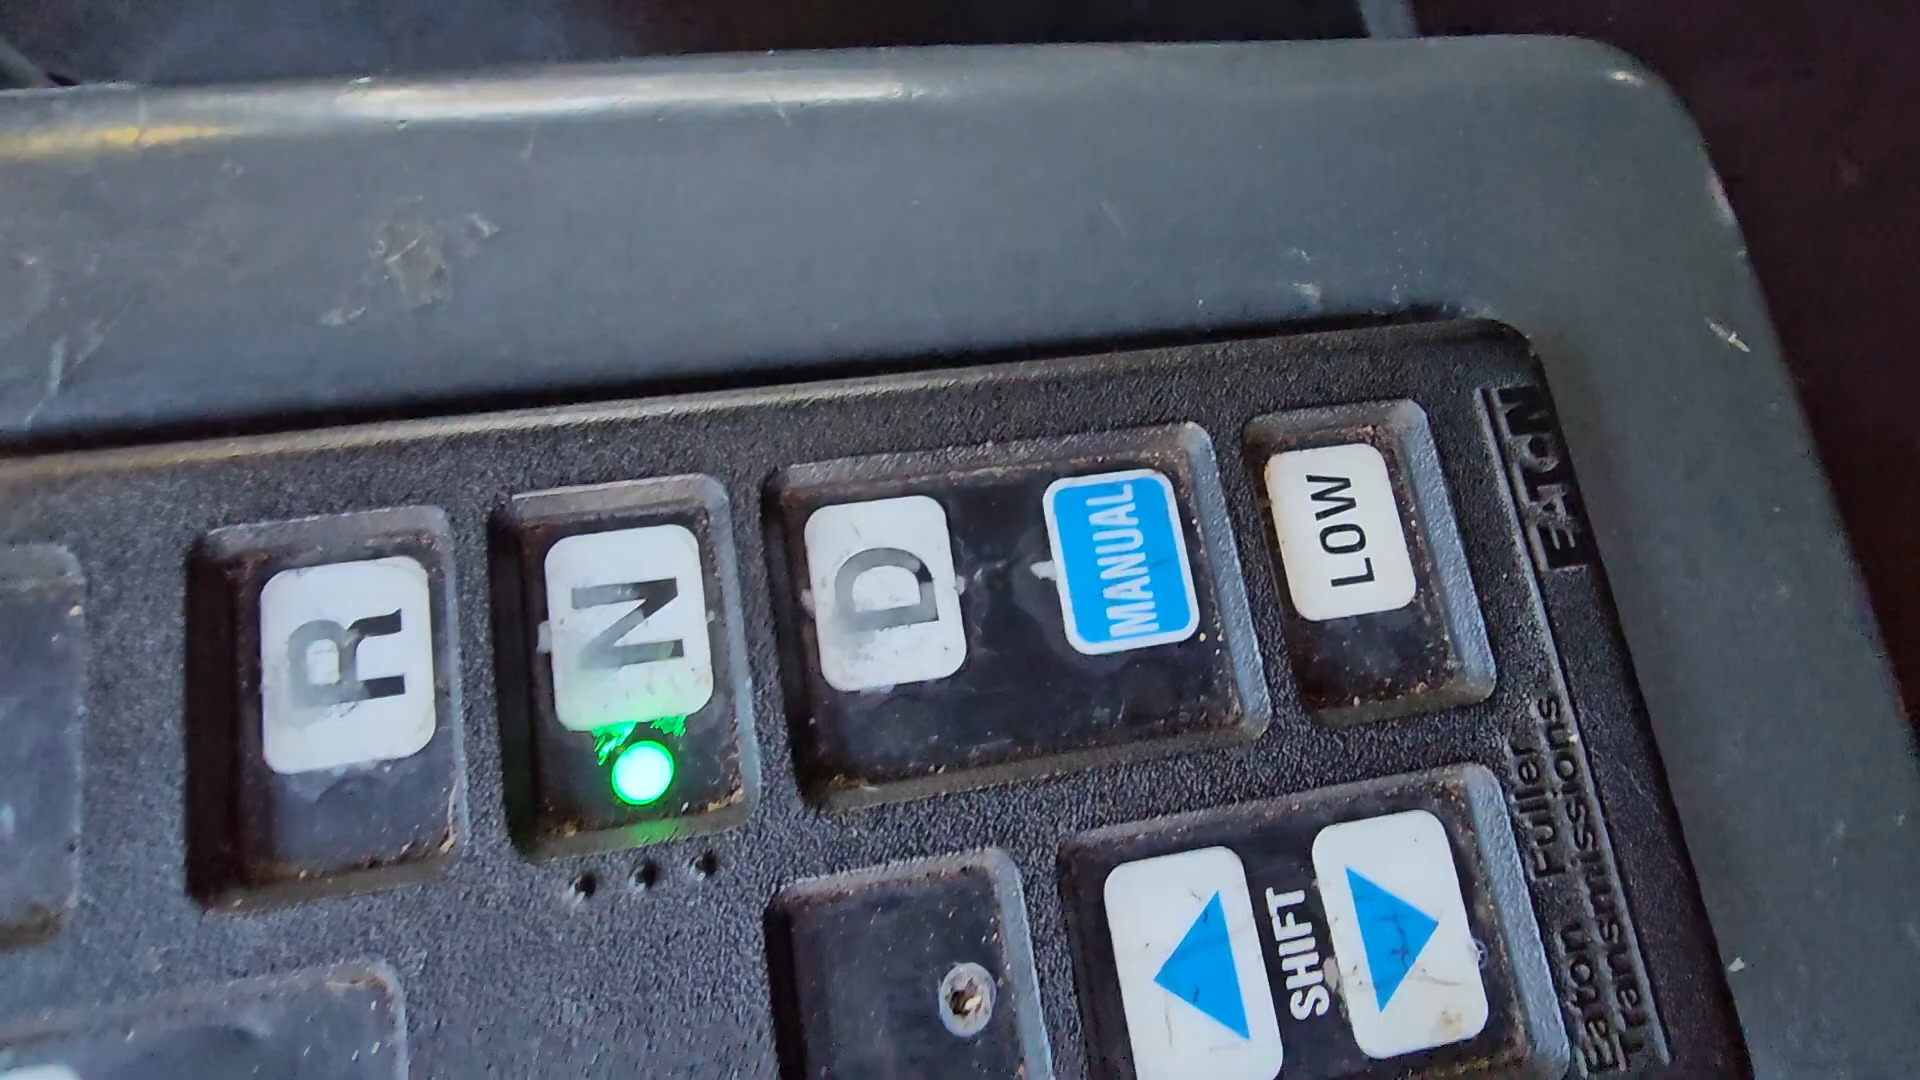 R
N
D
MANUAL
LOW
SHIFT
EATON
Eaton Fuller
Transmissions